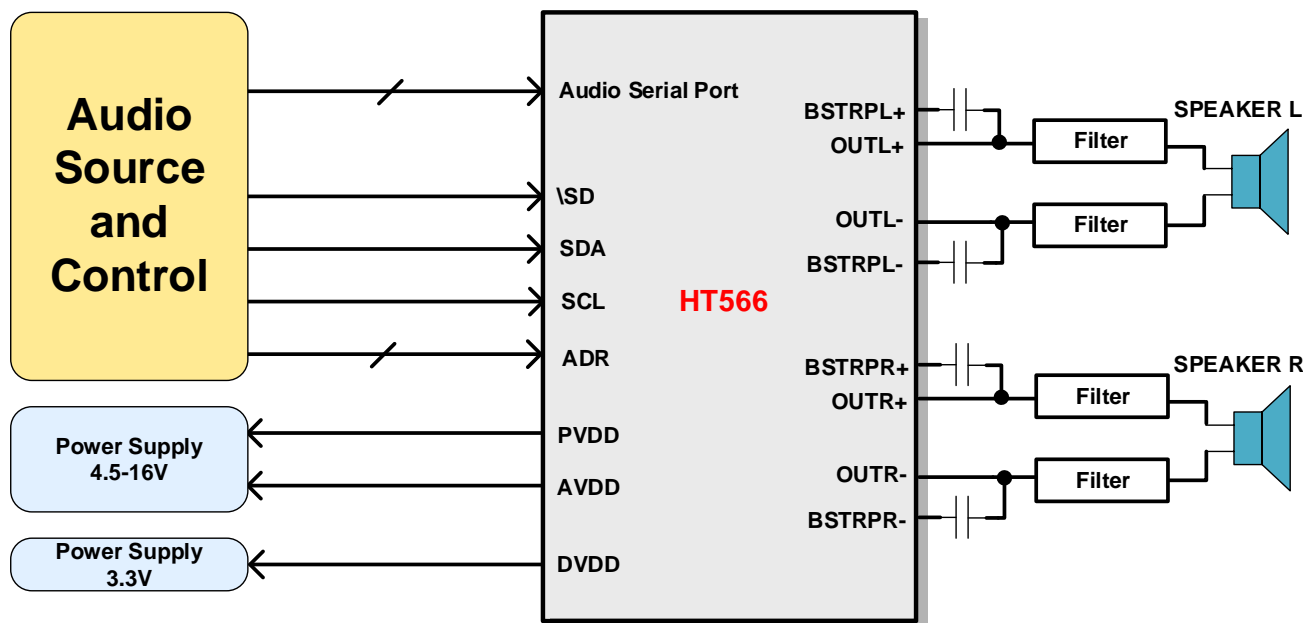 Audio
Source
and
Control
Power Supply
4.5-16V
Power Supply
3.3V
Audio Serial Port
\SD
SDA
SCL
ADR
PVDD
AVDD
DVDD
HT566
BSTRPL+
OUTL+
OUTL-
BSTRPL-
BSTRPR+
OUTR+
OUTR-
BSTRPR-
Filter
Filter
Filter
Filter
SPEAKER L
SPEAKER R